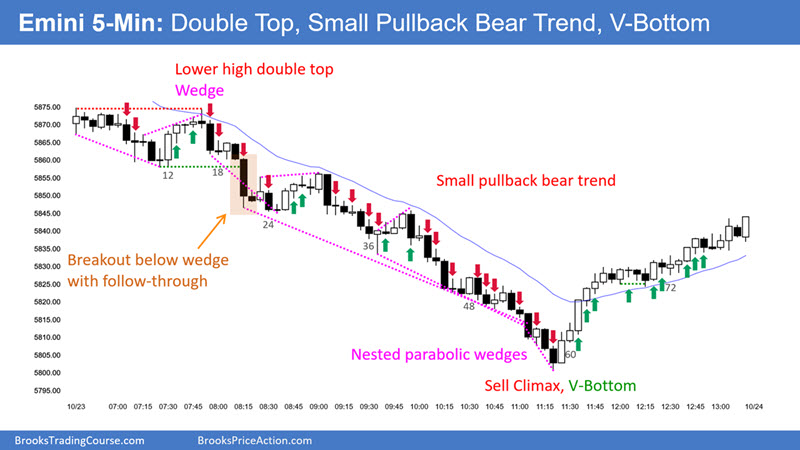 Emini 5-Min: Double Top, Small Pullback Bear Trend, V-Bottom
Lower high double top
Wedge
5875.00
5870.00
5865.00
5860.00
5855.00
5850.00
5845.00
5840.00
5835.00
5830.00
5825.00
5820.00
5815.00
5810.00
5805.00
5800.00
5795.00
12
18
24
36
48
60
72
Small pullback bear trend
Breakout below wedge
with follow-through
Nested parabolic wedges
Sell Climax, V-Bottom
10/23 07:00 07:15 07:30 07:45 08:00 08:15 08:30 08:45 09:00 09:15 09:30 09:45 10:00 10:15 10:30 10:45 11:00 11:15 11:30 11:45 12:00 12:15 12:30 12:45 13:00 10/24
BrooksTradingCourse.com BrooksPriceAction.com